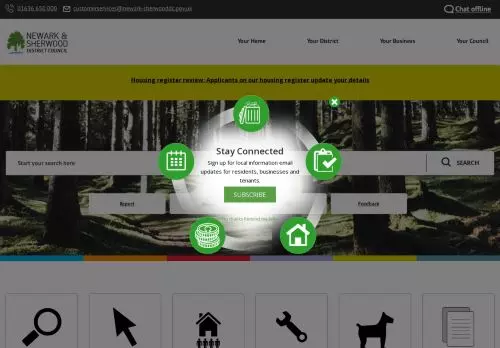 01636 650 000
customerservices@newark-sherwooddc.gov.uk
Chat offline
NEWARK &
SHERWOOD
DISTRICT COUNCIL
Your Home
Your District
Your Business
Your Council
Housing register review: Applicants on our housing register update your details
Stay Connected
Start your search here
Sign up for local information email
updates for residents, businesses and
tenants.
SEARCH
SUBSCRIBE
Report
Feedback